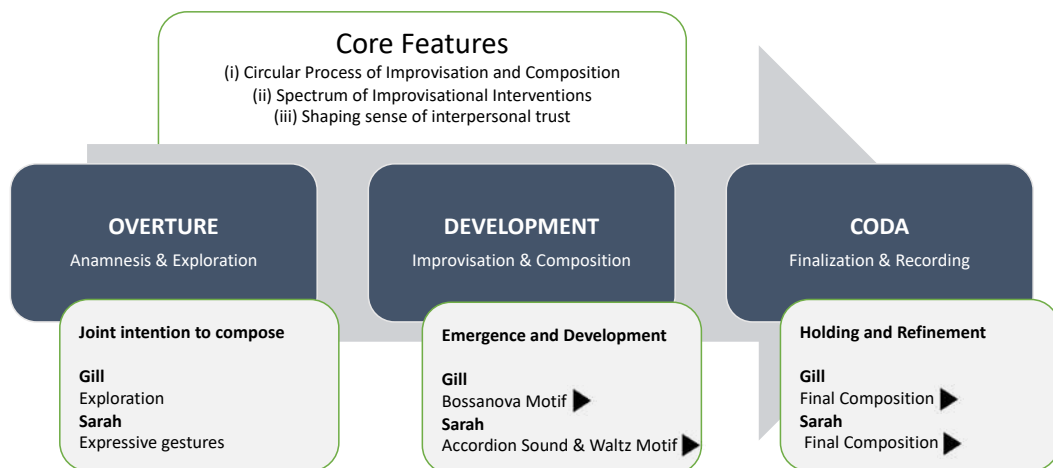 Core Features
(i) Circular Process of Improvisation and Composition
(ii) Spectrum of Improvisational Interventions
(iii) Shaping sense of interpersonal trust
OVERTURE
Anamnesis & Exploration
DEVELOPMENT
Improvisation & Composition
CODA
Finalization & Recording
Joint intention to compose
Gill
Exploration
Sarah
Expressive gestures
Emergence and Development
Gill
Bossanova Motif
Sarah
Accordion Sound & Waltz Motif
Holding and Refinement
Gill
Final Composition
Sarah
Final Composition